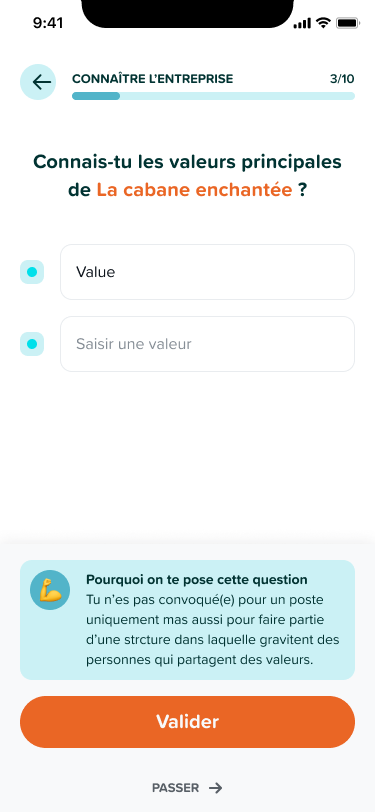 9:41
CONNAÎTRE L’ENTREPRISE 3/10
Connais-tu les valeurs principales
de La cabane enchantée ?
Value
Saisir une valeur
Pourquoi on te pose cette question
Tu n’es pas convoqué(e) pour un poste
uniquement mas aussi pour faire partie
d’une strcture dans laquelle gravitent des
personnes qui partagent des valeurs.
Valider
PASSER